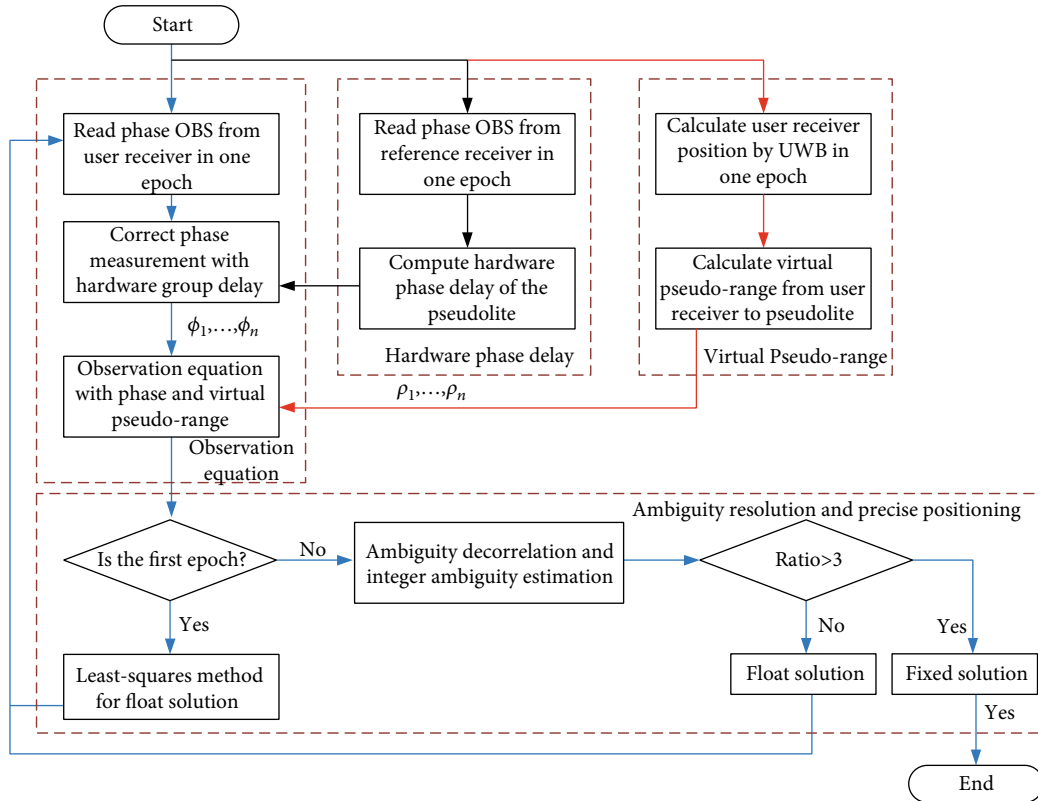 Start
Read phase OBS from
user receiver in one
epoch
Correct phase
measurement with
hardware group delay
ϕ₁,…,ϕₙ
Observation equation
with phase and virtual
pseudo-range
Observation
equation
Read phase OBS from
reference receiver in
one epoch
Compute hardware
phase delay of the
pseudolite
Hardware phase delay
Calculate user receiver
position by UWB in
one epoch
Calculate virtual
pseudo-range from user
receiver to pseudolite
Virtual Pseudo-range
ρ₁,…,ρₙ
Ambiguity resolution and precise positioning
Is the first epoch?
No
Ambiguity decorrelation and
integer ambiguity estimation
Ratio>3
Yes
No
Yes
Least-squares method
for float solution
Float solution
Fixed solution
Yes
End